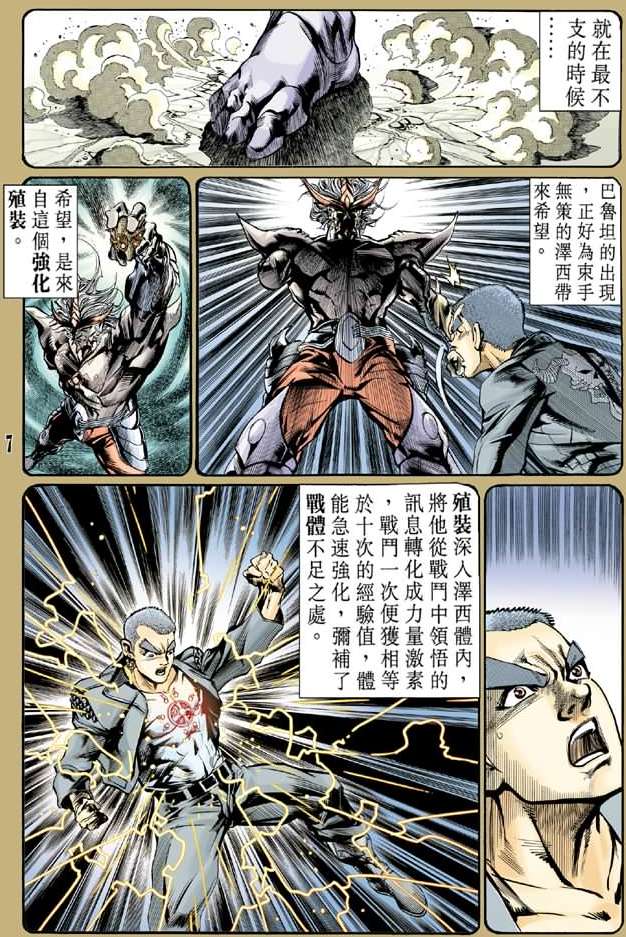 就在最不
支的時候
……
巴魯坦的出現
，正好為束手
無策的澤西帶
來希望。
希望，是來
自這個強化
殖裝。
7
殖裝深入澤西體內，
將他從戰鬥中領悟的
訊息轉化成力量激素
，戰鬥一次便獲相等
於十次的經驗值，體
能急速強化，彌補了
戰體不足之處。